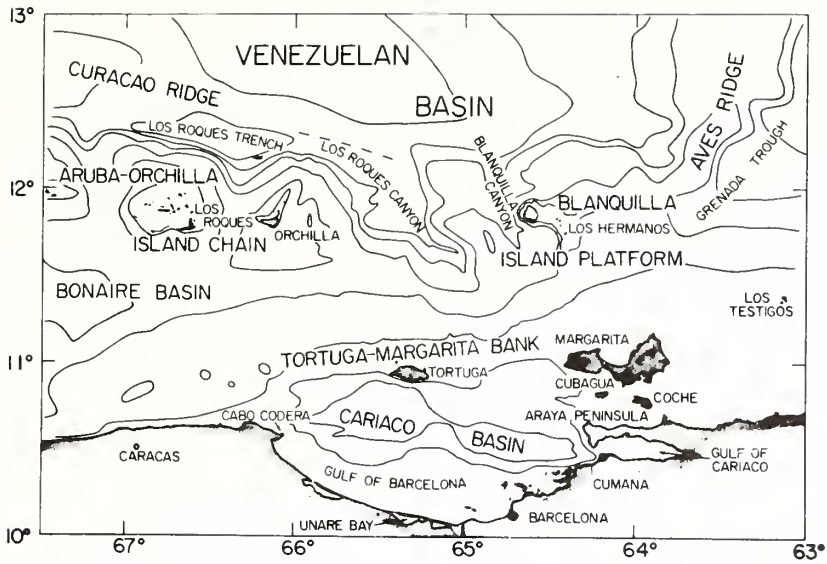 13°
VENEZUELAN
BASIN
CURACAO RIDGE
LOS ROQUES TRENCH
LOS ROQUES CANYON
BLANQUILLA
CANYON
AVES RIDGE
GRENADA TROUGH
12°
ARUBA-ORCHILLA
LOS
ROQUES
ISLAND CHAIN
ORCHILLA
BLANQUILLA
LOS HERMANOS
ISLAND PLATFORM
BONAIRE BASIN
LOS
TESTIGOS
11°
TORTUGA-MARGARITA BANK
TORTUGA
MARGARITA
CUBAGUA
COCHE
CABO CODERA
CARIACO
BASIN
ARAYA PENINSULA
CARACAS
GULF OF BARCELONA
CUMANA
GULF OF
CARIACO
10°
UNARE BAY
BARCELONA
67°
66°
65°
64°
63°